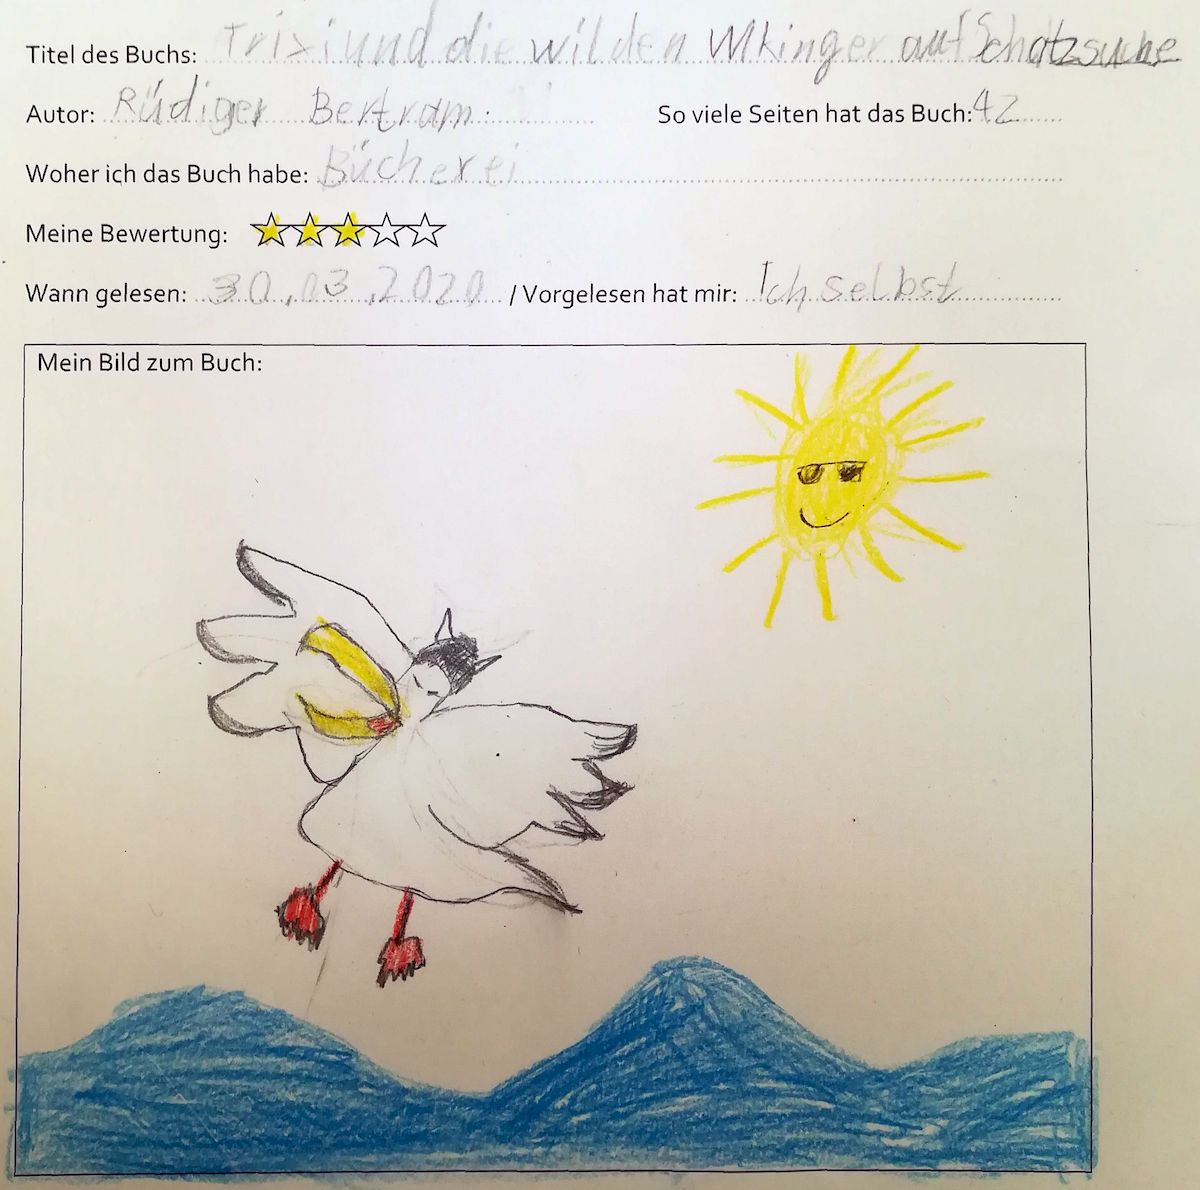 Titel des Buchs: Trixi und die wilden Wikinger auf Schatzsuche
Autor: Rüdiger Bertram. So viele Seiten hat das Buch: 42
Woher ich das Buch habe: Bücherei
Meine Bewertung:
Wann gelesen: 30.03.2020 / Vorgelesen hat mir: Ich selbst
Mein Bild zum Buch: